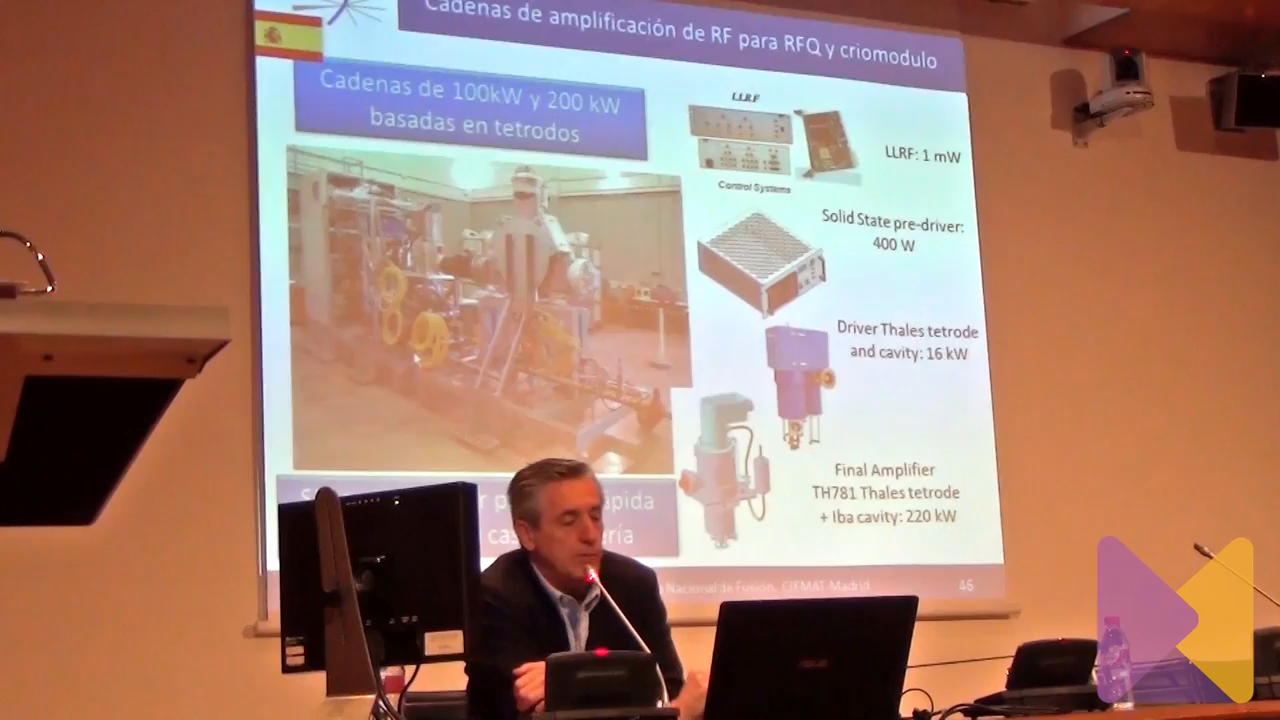 Cadenas de amplificación de RF para RFQ y criomodulo
Cadenas de 100kW y 200 kW
basadas en tetrodos
LLRF
Control Systems
LLRF: 1 mW
Solid State pre-driver:
400 W
Driver Thales tetrode
and cavity: 16 kW
Final Amplifier
TH781 Thales tetrode
+ Iba cavity: 220 kW
Nacional de Fusión, CIEMAT-Madrid
46
ASUS